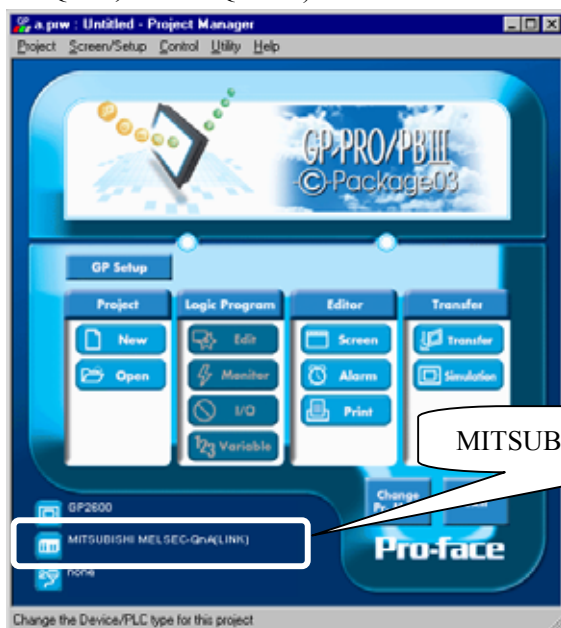 a.prw : Untitled - Project Manager
Project Screen/Setup Control Utility Help
GP-PRO/PBIII
C-Package03
GP Setup
Project
Logic Program
Editor
Transfer
New
Edit
Screen
Transfer
Open
Monitor
Alarm
Simulation
I/O
Print
123 Variable
MITSUB
Change
GP2600
MITSUBISHI MELSEC-QnA(LINK)
Pro-face
none
Change the Device/PLC type for this project